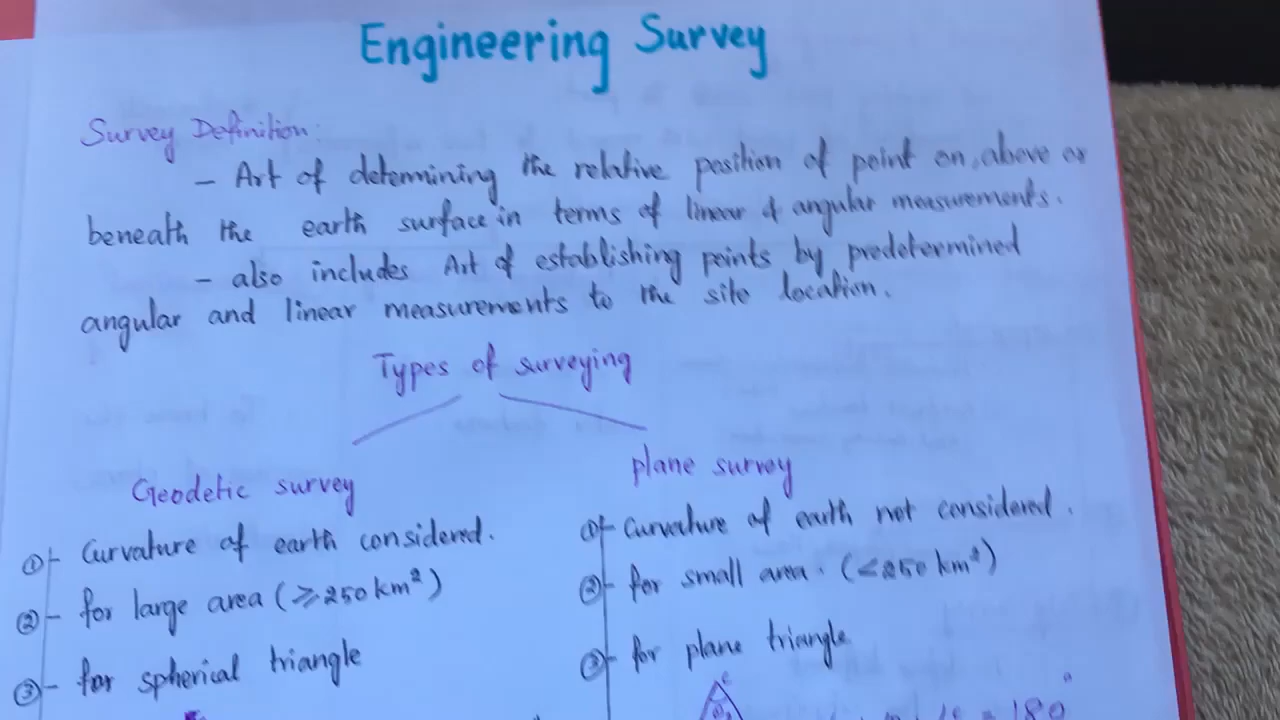 Engineering Survey
Survey Definition:
- Art of determining the relative position of point on, above or
beneath the earth surface in terms of linear & angular measurements.
- also includes Art of establishing points by predetermined
angular and linear measurements to the site location.
Types of surveying
Geodetic survey
① - Curvature of earth considered.
② - for large area (≥250 km²)
③ - for spherical triangle
plane survey
① - Curvature of earth not considered.
② - for small area. (<250 km²)
③ - for plane triangle
= 180°